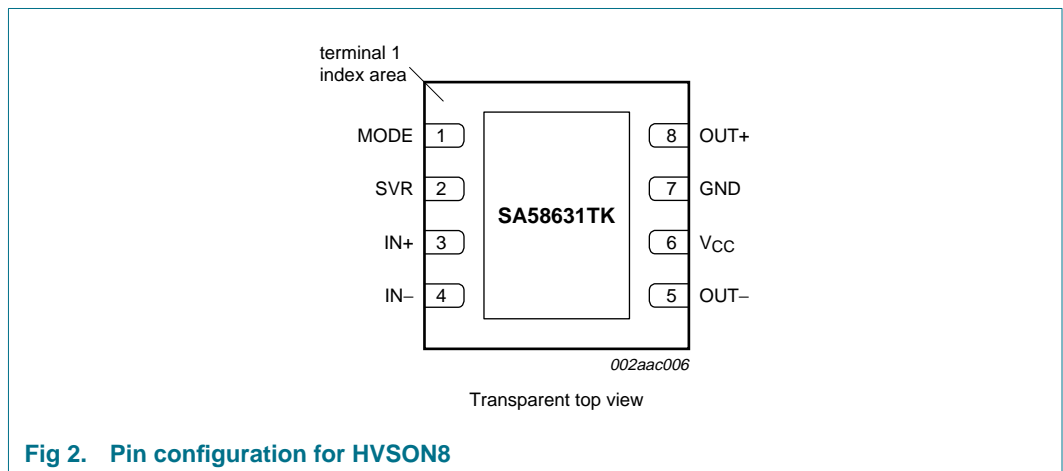 terminal 1
index area
MODE 1
SVR 2
IN+ 3
IN− 4
SA58631TK
8 OUT+
7 GND
6 VCC
5 OUT−
002aac006
Transparent top view
Fig 2. Pin configuration for HVSON8